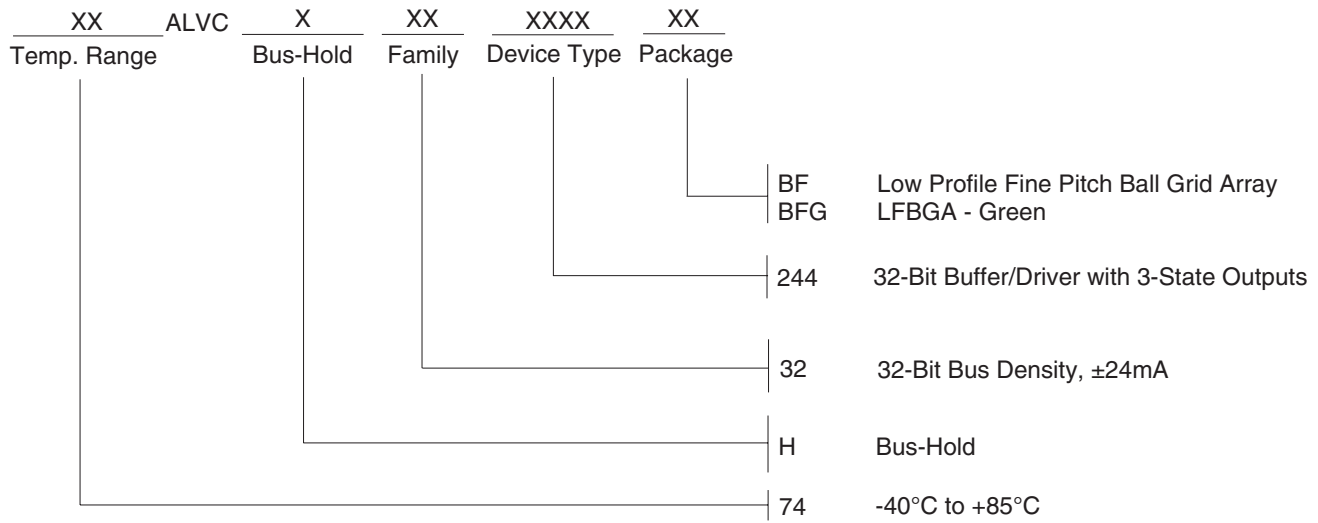 XX ALVC X XX XXXX XX
Temp. Range Bus-Hold Family Device Type Package
BF Low Profile Fine Pitch Ball Grid Array
BFG LFBGA - Green
244 32-Bit Buffer/Driver with 3-State Outputs
32 32-Bit Bus Density, ±24mA
H Bus-Hold
74 -40°C to +85°C